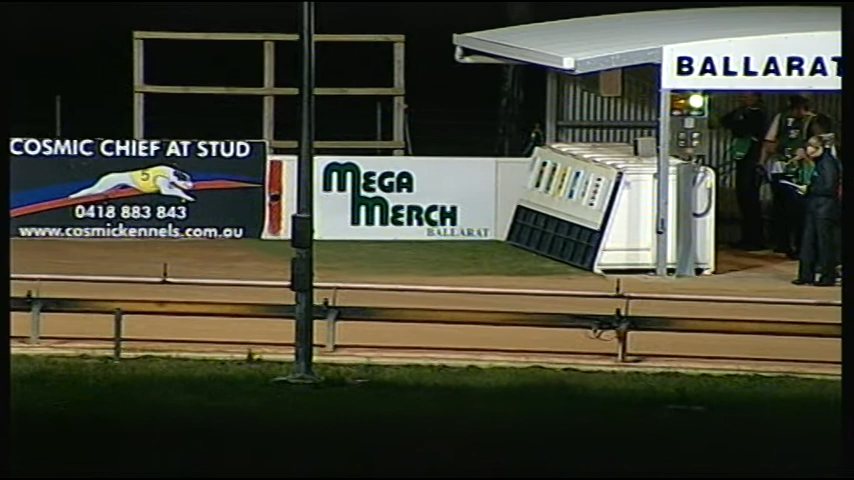 BALLARAT
COSMIC CHIEF AT STUD
5
0418 883 843
www.cosmickennels.com.au
MEGA
MERCH
BALLARAT